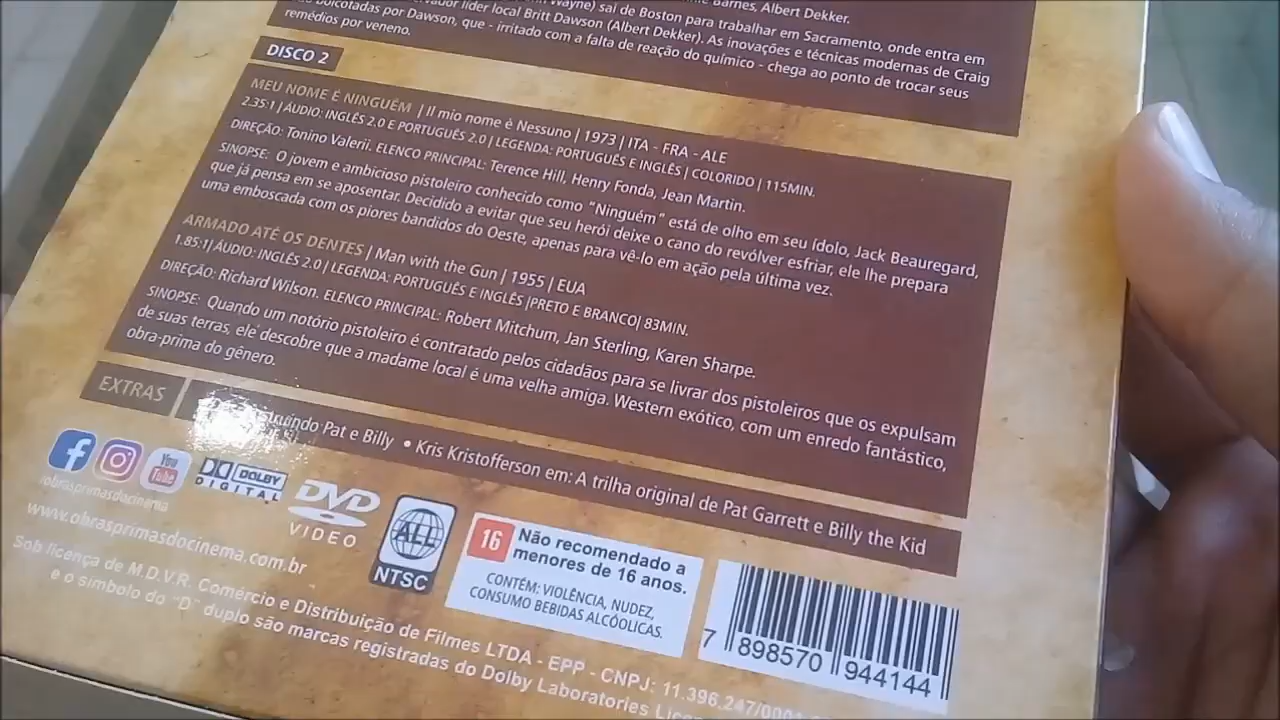 Barnes, Albert Dekker.
Wayne) sai de Boston para trabalhar em Sacramento, onde entra em
líder local Britt Dawson (Albert Dekker). As inovações e técnicas modernas de Craig
boicotadas por Dawson, que - irritado com a falta de reação do químico - chega ao ponto de trocar seus
remédios por veneno.
DISCO 2
MEU NOME É NINGUÉM | Il mio nome è Nessuno | 1973 | ITA - FRA - ALE
2.35:1 | ÁUDIO: INGLÊS 2.0 E PORTUGUÊS 2.0 | LEGENDA: PORTUGUÊS E INGLÊS | COLORIDO | 115MIN.
DIREÇÃO: Tonino Valerii. ELENCO PRINCIPAL: Terence Hill, Henry Fonda, Jean Martin.
SINOPSE: O jovem e ambicioso pistoleiro conhecido como "Ninguém" está de olho em seu ídolo, Jack Beauregard,
que já pensa em se aposentar. Decidido a evitar que seu herói deixe o cano do revólver esfriar, ele lhe prepara
uma emboscada com os piores bandidos do Oeste, apenas para vê-lo em ação pela última vez.
ARMADO ATÉ OS DENTES | Man with the Gun | 1955 | EUA
1.85:1| ÁUDIO: INGLÊS 2.0 | LEGENDA: PORTUGUÊS E INGLÊS |PRETO E BRANCO| 83MIN.
DIREÇÃO: Richard Wilson. ELENCO PRINCIPAL: Robert Mitchum, Jan Sterling, Karen Sharpe.
SINOPSE: Quando um notório pistoleiro é contratado pelos cidadãos para se livrar dos pistoleiros que os expulsam
de suas terras, ele descobre que a madame local é uma velha amiga. Western exótico, com um enredo fantástico,
obra-prima do gênero.
EXTRAS
Pat e Billy • Kris Kristofferson em: A trilha original de Pat Garrett e Billy the Kid
You
Tube
/obrasprimasdocinema
DOLBY
DIGITAL
DVD
VIDEO
ALL
NTSC
16
Não recomendado a
menores de 16 anos.
CONTÉM: VIOLÊNCIA, NUDEZ,
CONSUMO BEBIDAS ALCÓOLICAS.
7 898570 944144
www.obrasprimasdocinema.com.br
Sob licença de M.D.V.R. Comércio e Distribuição de Filmes LTDA - EPP - CNPJ: 11.396.247/0001
e o símbolo do "D" duplo são marcas registradas do Dolby Laboratories